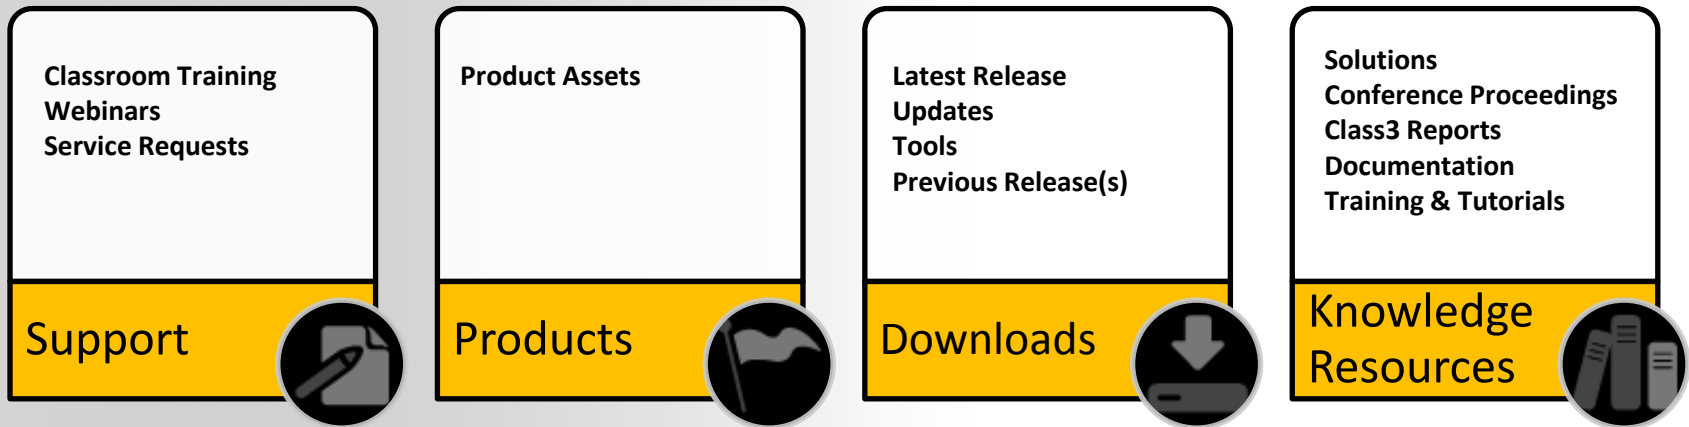 Classroom Training
Webinars
Service Requests
Support
Product Assets
Products
Latest Release
Updates
Tools
Previous Release(s)
Downloads
Solutions
Conference Proceedings
Class3 Reports
Documentation
Training & Tutorials
Knowledge
Resources